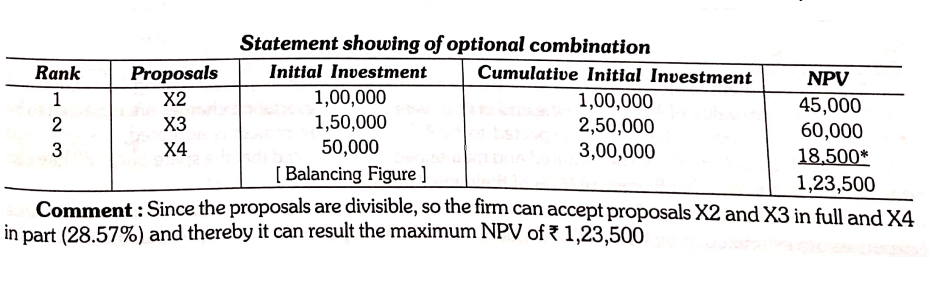 Statement showing of optional combination
Rank Proposals Initial Investment Cumulative Initial Investment NPV
1 X2 1,00,000 1,00,000 45,000
2 X3 1,50,000 2,50,000 60,000
3 X4 50,000 3,00,000 18,500*
[ Balancing Figure ] 1,23,500
Comment : Since the proposals are divisible, so the firm can accept proposals X2 and X3 in full and X4
in part (28.57%) and thereby it can result the maximum NPV of ₹ 1,23,500